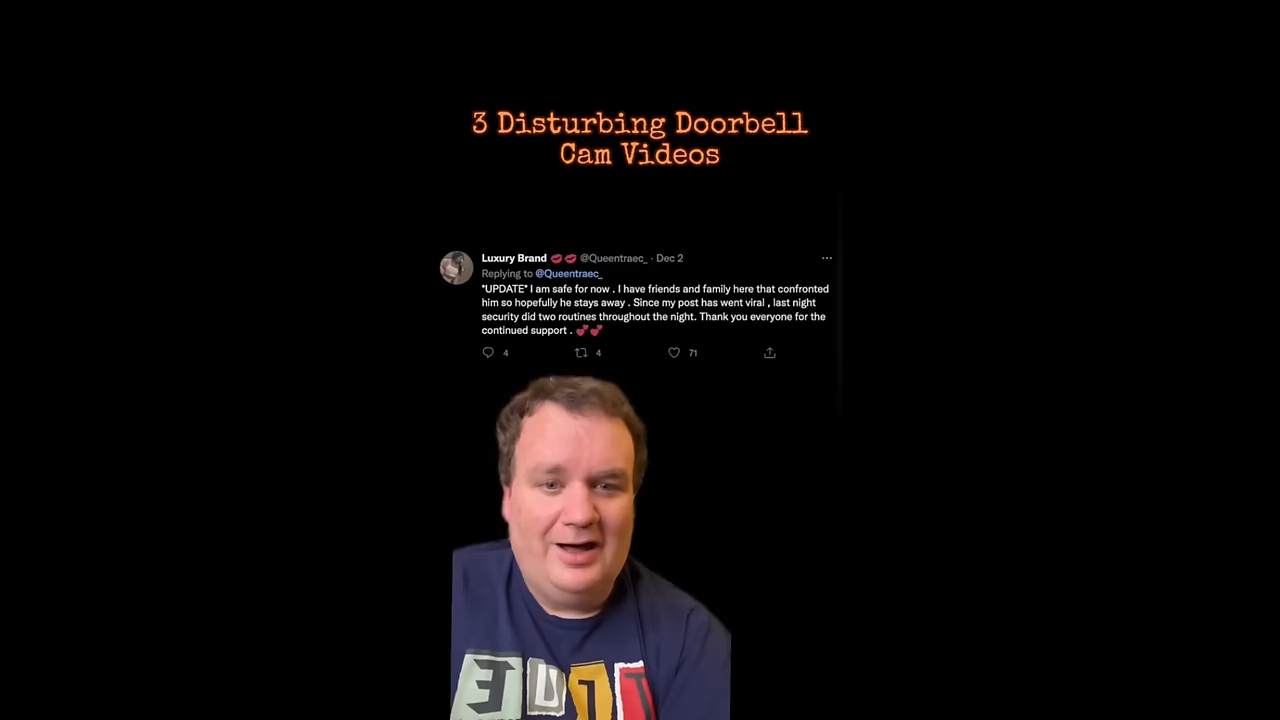 3 Disturbing Doorbell
Cam Videos
Luxury Brand 💋💋 @Queentraec_ · Dec 2
Replying to @Queentraec_
*UPDATE* I am safe for now . I have friends and family here that confronted
him so hopefully he stays away . Since my post has went viral , last night
security did two routines throughout the night. Thank you everyone for the
continued support . 💕💕
4 4 71